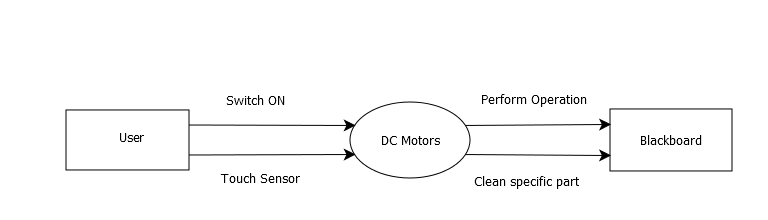 Switch ON
Perform Operation
User
DC Motors
Blackboard
Touch Sensor
Clean specific part